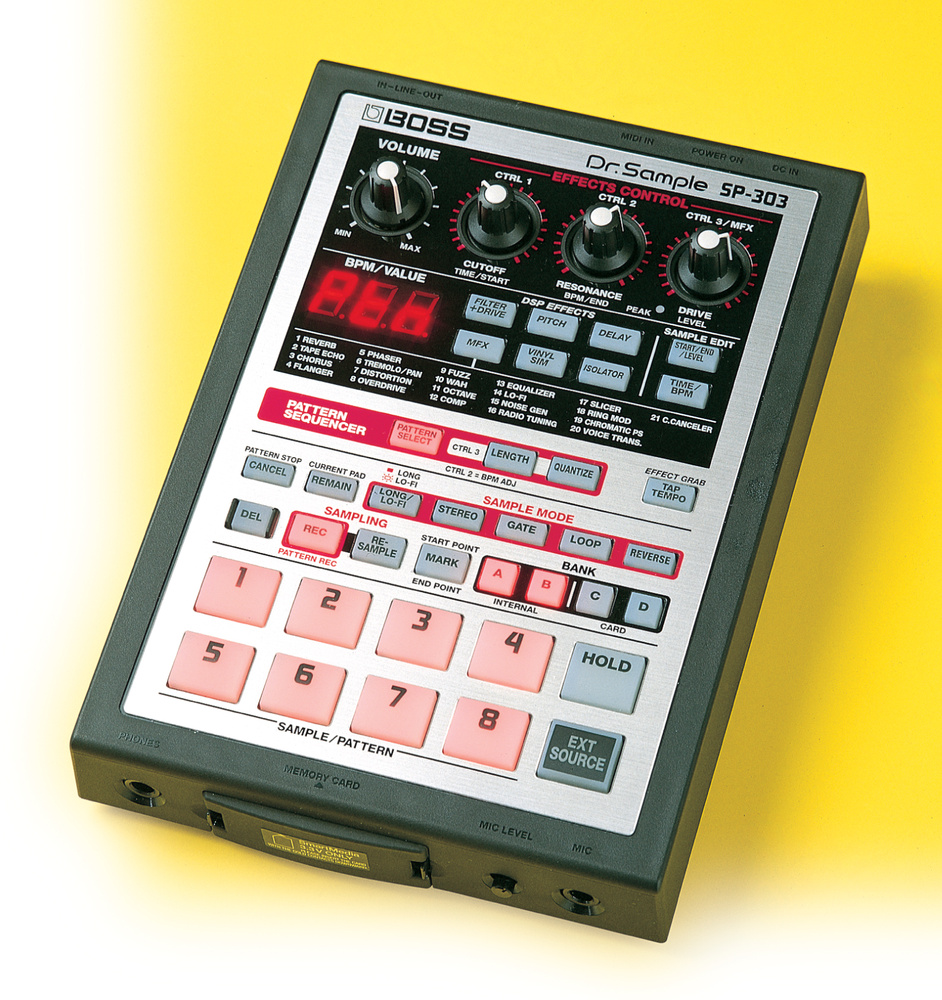 IN-LINE-OUT
MIDI IN
POWER ON
DC IN
BOSS
Dr. Sample SP-303
VOLUME
MIN
MAX
EFFECTS CONTROL
CTRL 1
CTRL 2
CTRL 3/MFX
CUTOFF
TIME/START
RESONANCE
BPM/END
PEAK
DRIVE
LEVEL
BPM/VALUE
DSP EFFECTS
FILTER
+DRIVE
PITCH
DELAY
MFX
VINYL
SIM
ISOLATOR
SAMPLE EDIT
START/END
/LEVEL
TIME/
BPM
1 REVERB
2 TAPE ECHO
3 CHORUS
4 FLANGER
5 PHASER
6 TREMOLO/PAN
7 DISTORTION
8 OVERDRIVE
9 FUZZ
10 WAH
11 OCTAVE
12 COMP
13 EQUALIZER
14 LO-FI
15 NOISE GEN
16 RADIO TUNING
17 SLICER
18 RING MOD
19 CHROMATIC PS
20 VOICE TRANS.
21 C.CANCELER
PATTERN
SEQUENCER
PATTERN
SELECT
CTRL 3
LENGTH
QUANTIZE
CTRL 2 = BPM ADJ
PATTERN STOP
CANCEL
CURRENT PAD
REMAIN
LONG
LO-FI
LONG/
LO-FI
SAMPLE MODE
STEREO
GATE
LOOP
REVERSE
EFFECT GRAB
TAP
TEMPO
DEL
SAMPLING
REC
PATTERN REC
RE-
SAMPLE
START POINT
MARK
END POINT
BANK
A
B
C
D
INTERNAL
CARD
1
2
3
4
HOLD
5
6
7
8
EXT
SOURCE
SAMPLE/PATTERN
PHONES
MEMORY CARD
MIC LEVEL
MIC
SmartMedia
3.3V ONLY